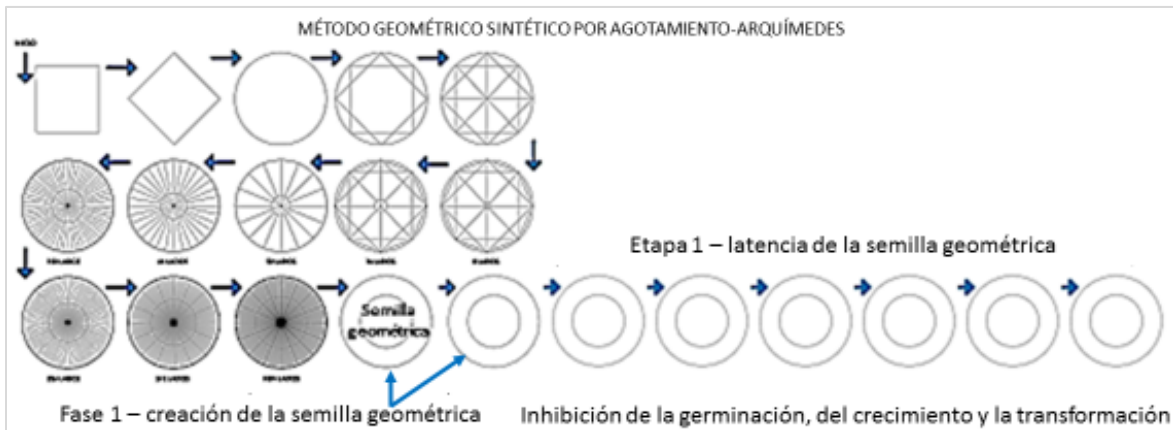 MÉTODO GEOMÉTRICO SINTÉTICO POR AGOTAMIENTO-ARQUÍMEDES
Etapa 1 – latencia de la semilla geométrica
Semilla
geométrica
Fase 1 – creación de la semilla geométrica
Inhibición de la germinación, del crecimiento y la transformación